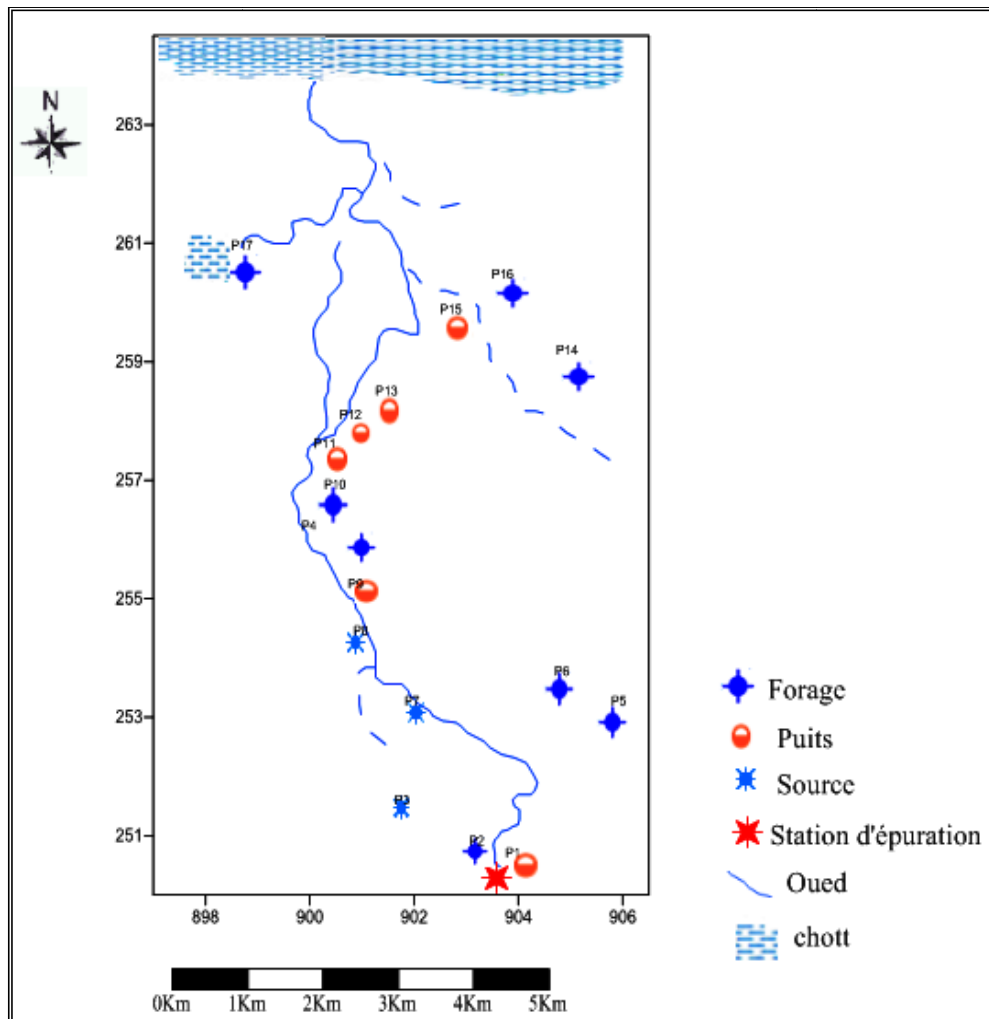 N
263
261
259
257
255
253
251
P17
P16
P15
P14
P13
P12
P11
P10
P4
P9
P8
P7
P6
P5
P3
P2
P1
898 900 902 904 906
0Km 1Km 2Km 3Km 4Km 5Km
Forage
Puits
Source
Station d'épuration
Oued
chott